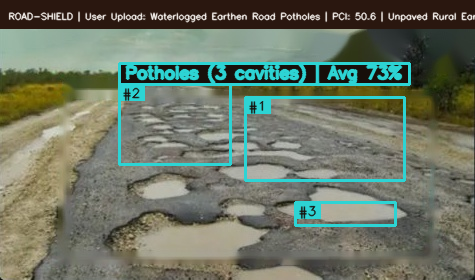 ROAD-SHIELD | User Upload: Waterlogged Earthen Road Potholes | PCI: 50.6 | Unpaved Rural Ear
Potholes (3 cavities) | Avg 73%
#2
#1
#3